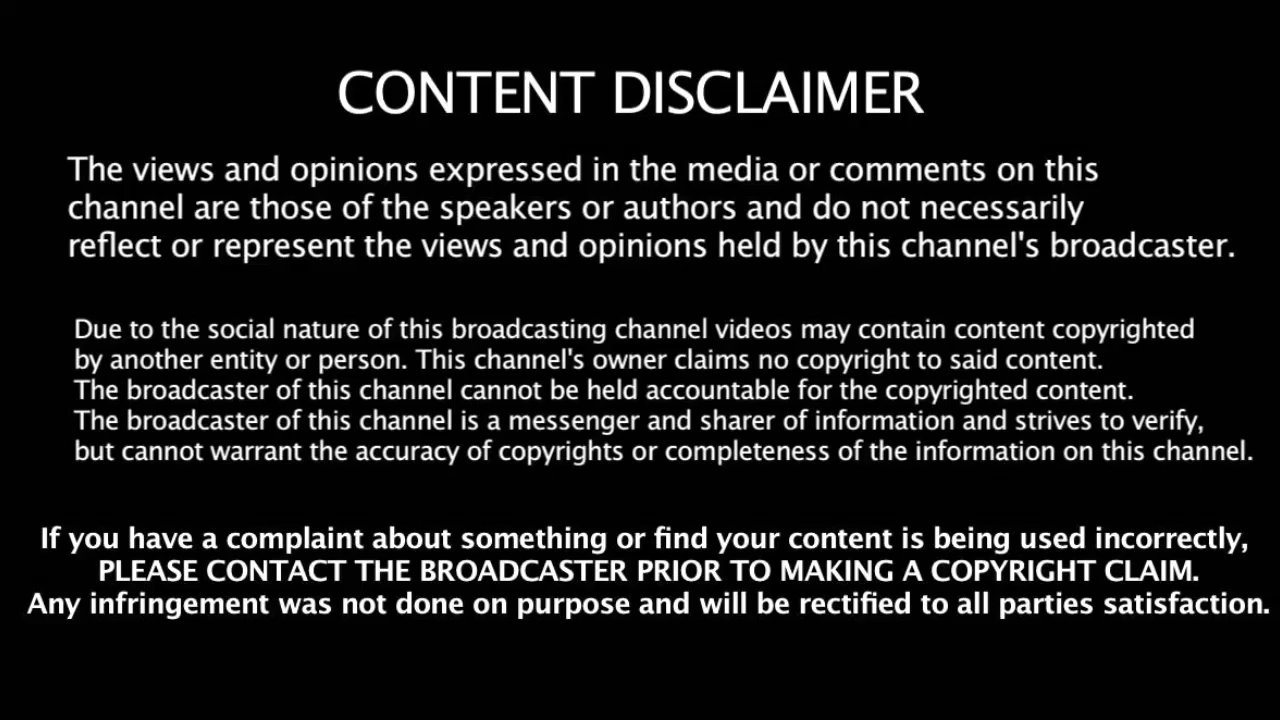 CONTENT DISCLAIMER
The views and opinions expressed in the media or comments on this
channel are those of the speakers or authors and do not necessarily
reflect or represent the views and opinions held by this channel's broadcaster.
Due to the social nature of this broadcasting channel videos may contain content copyrighted
by another entity or person. This channel's owner claims no copyright to said content.
The broadcaster of this channel cannot be held accountable for the copyrighted content.
The broadcaster of this channel is a messenger and sharer of information and strives to verify,
but cannot warrant the accuracy of copyrights or completeness of the information on this channel.
If you have a complaint about something or find your content is being used incorrectly,
PLEASE CONTACT THE BROADCASTER PRIOR TO MAKING A COPYRIGHT CLAIM.
Any infringement was not done on purpose and will be rectified to all parties satisfaction.